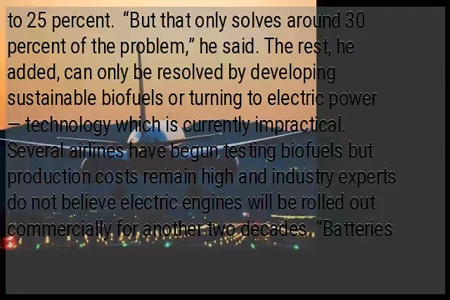 to 25 percent. “But that only solves around 30
percent of the problem,” he said. The rest, he
added, can only be resolved by developing
sustainable biofuels or turning to electric power
– technology which is currently impractical.
Several airlines have begun testing biofuels but
production costs remain high and industry experts
do not believe electric engines will be rolled out
commercially for another two decades. “Batteries